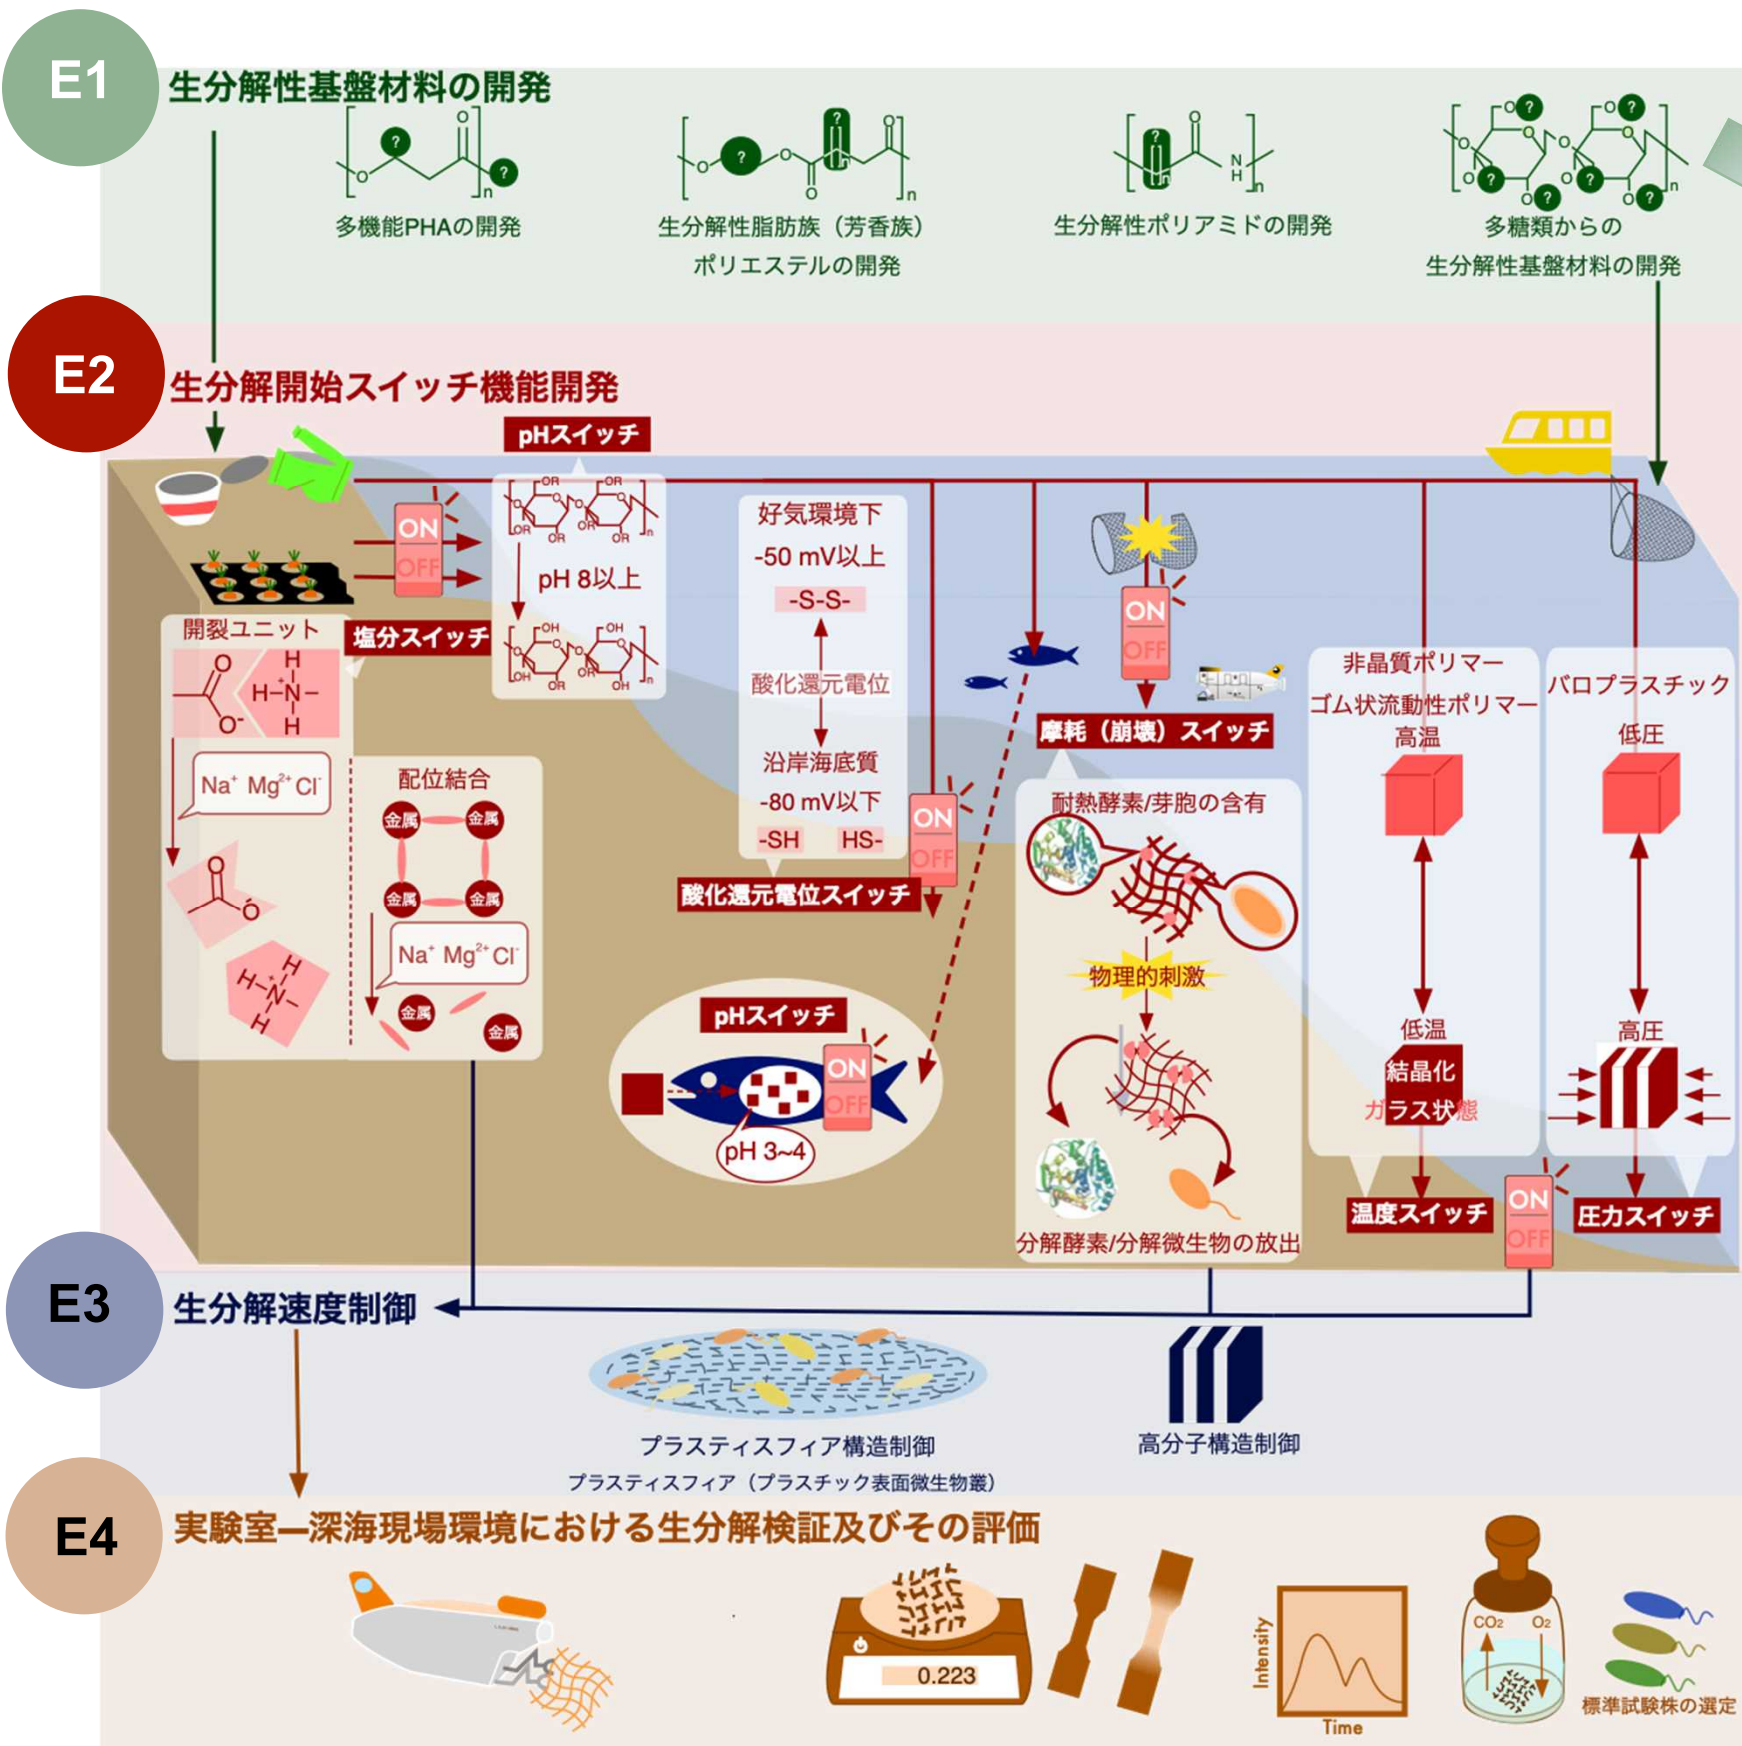 E1
生分解性基盤材料の開発
O
O
?
?
n
多機能PHAの開発
O
?
O
O
?
n
O
n
生分解性脂肪族（芳香族）
ポリエステルの開発
?
n
O
N
H
n
生分解性ポリアミドの開発
O
?
O
?
O
O
O
O
O
O
?
?
O
?
O
?
n
多糖類からの
生分解性基盤材料の開発
E2
生分解開始スイッチ機能開発
pHスイッチ
ON
OFF
OR
OR
O
O
O
O
OR
OR
OR
OR
n
pH 8以上
OH
OH
O
O
O
O
OH
OR
OR
OH
n
塩分スイッチ
開裂ユニット
O
O-
H
H-N-
+
H
Na+ Mg2+ Cl-
O
O
H
H-N-
+
H
配位結合
金属
金属
金属
金属
Na+ Mg2+ Cl-
金属
金属
好気環境下
-50 mV以上
-S-S-
酸化還元電位
沿岸海底質
-80 mV以下
-SH HS-
酸化還元電位スイッチ
ON
OFF
pHスイッチ
ON
OFF
pH 3~4
ON
OFF
摩耗（崩壊）スイッチ
耐熱酵素/芽胞の含有
物理的刺激
分解酵素/分解微生物の放出
非晶質ポリマー
ゴム状流動性ポリマー
高温
低温
結晶化
ガラス状態
温度スイッチ
バロプラスチック
低圧
高圧
圧力スイッチ
ON
OFF
E3
生分解速度制御
プラスティスフィア構造制御
プラスティスフィア（プラスチック表面微生物叢）
高分子構造制御
E4
実験室—深海現場環境における生分解検証及びその評価
0.223
Intensity
Time
CO2
O2
標準試験株の選定